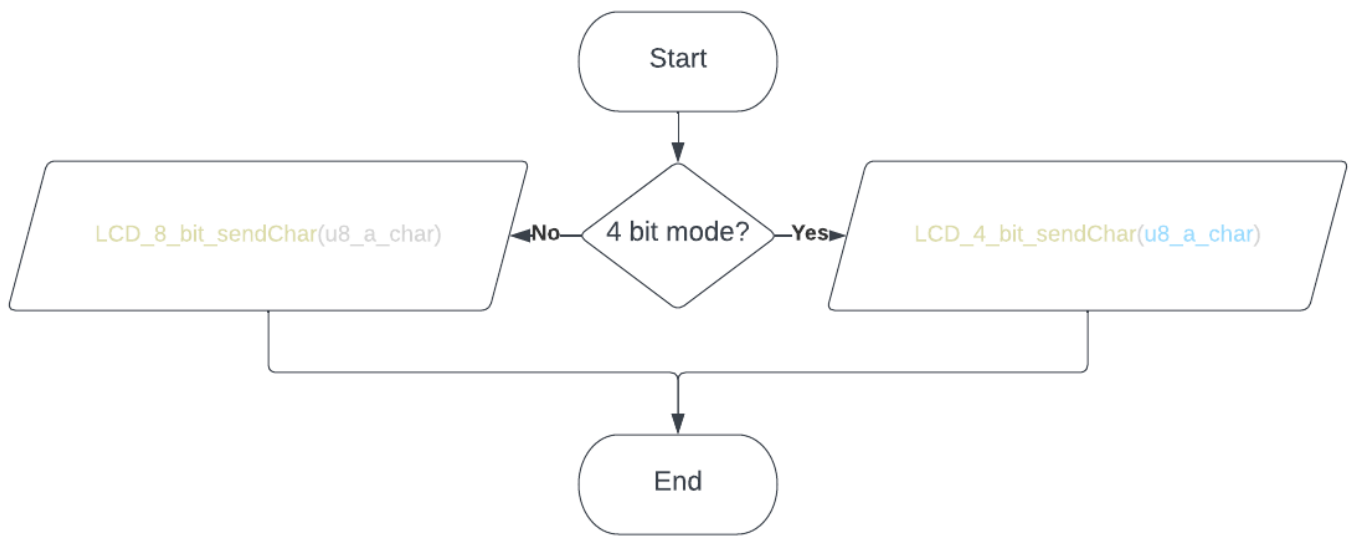 Start
4 bit mode?
No
Yes
LCD_8_bit_sendChar(u8_a_char)
LCD_4_bit_sendChar(u8_a_char)
End